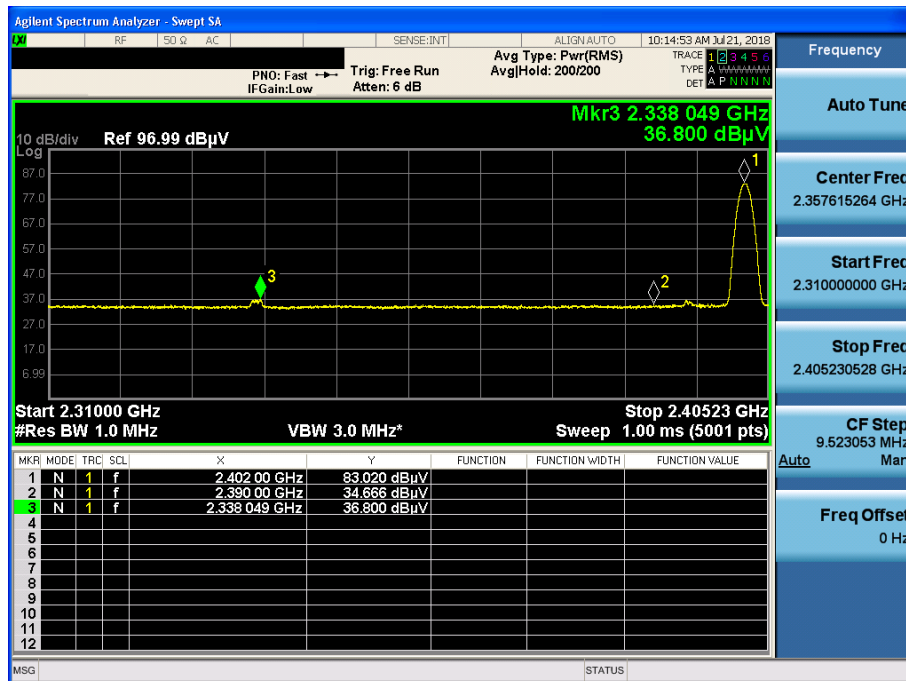 Agilent Spectrum Analyzer - Swept SA
LXI RF 50 Ω AC SENSE:INT ALIGN AUTO 10:14:53 AM Jul 21, 2018
Frequency
PNO: Fast Trig: Free Run Avg Type: Pwr(RMS) TRACE 1 2 3 4 5 6
IFGain:Low Atten: 6 dB Avg|Hold: 200/200 TYPE A WWWWW
DET A P N N N N
Auto Tune
Mkr3 2.338 049 GHz
36.800 dBµV
10 dB/div Ref 96.99 dBµV
Log
87.0
77.0
67.0
57.0
47.0
37.0
27.0
17.0
6.99
1
2
3
Center Freq
2.357615264 GHz
Start Freq
2.310000000 GHz
Stop Freq
2.405230528 GHz
Start 2.31000 GHz Stop 2.40523 GHz
#Res BW 1.0 MHz VBW 3.0 MHz* Sweep 1.00 ms (5001 pts)
CF Step
9.523053 MHz
Auto Man
Freq Offset
0 Hz
MKR MODE TRC SCL X Y FUNCTION FUNCTION WIDTH FUNCTION VALUE
1 N 1 f 2.402 00 GHz 83.020 dBµV
2 N 1 f 2.390 00 GHz 34.666 dBµV
3 N 1 f 2.338 049 GHz 36.800 dBµV
4
5
6
7
8
9
10
11
12
MSG STATUS